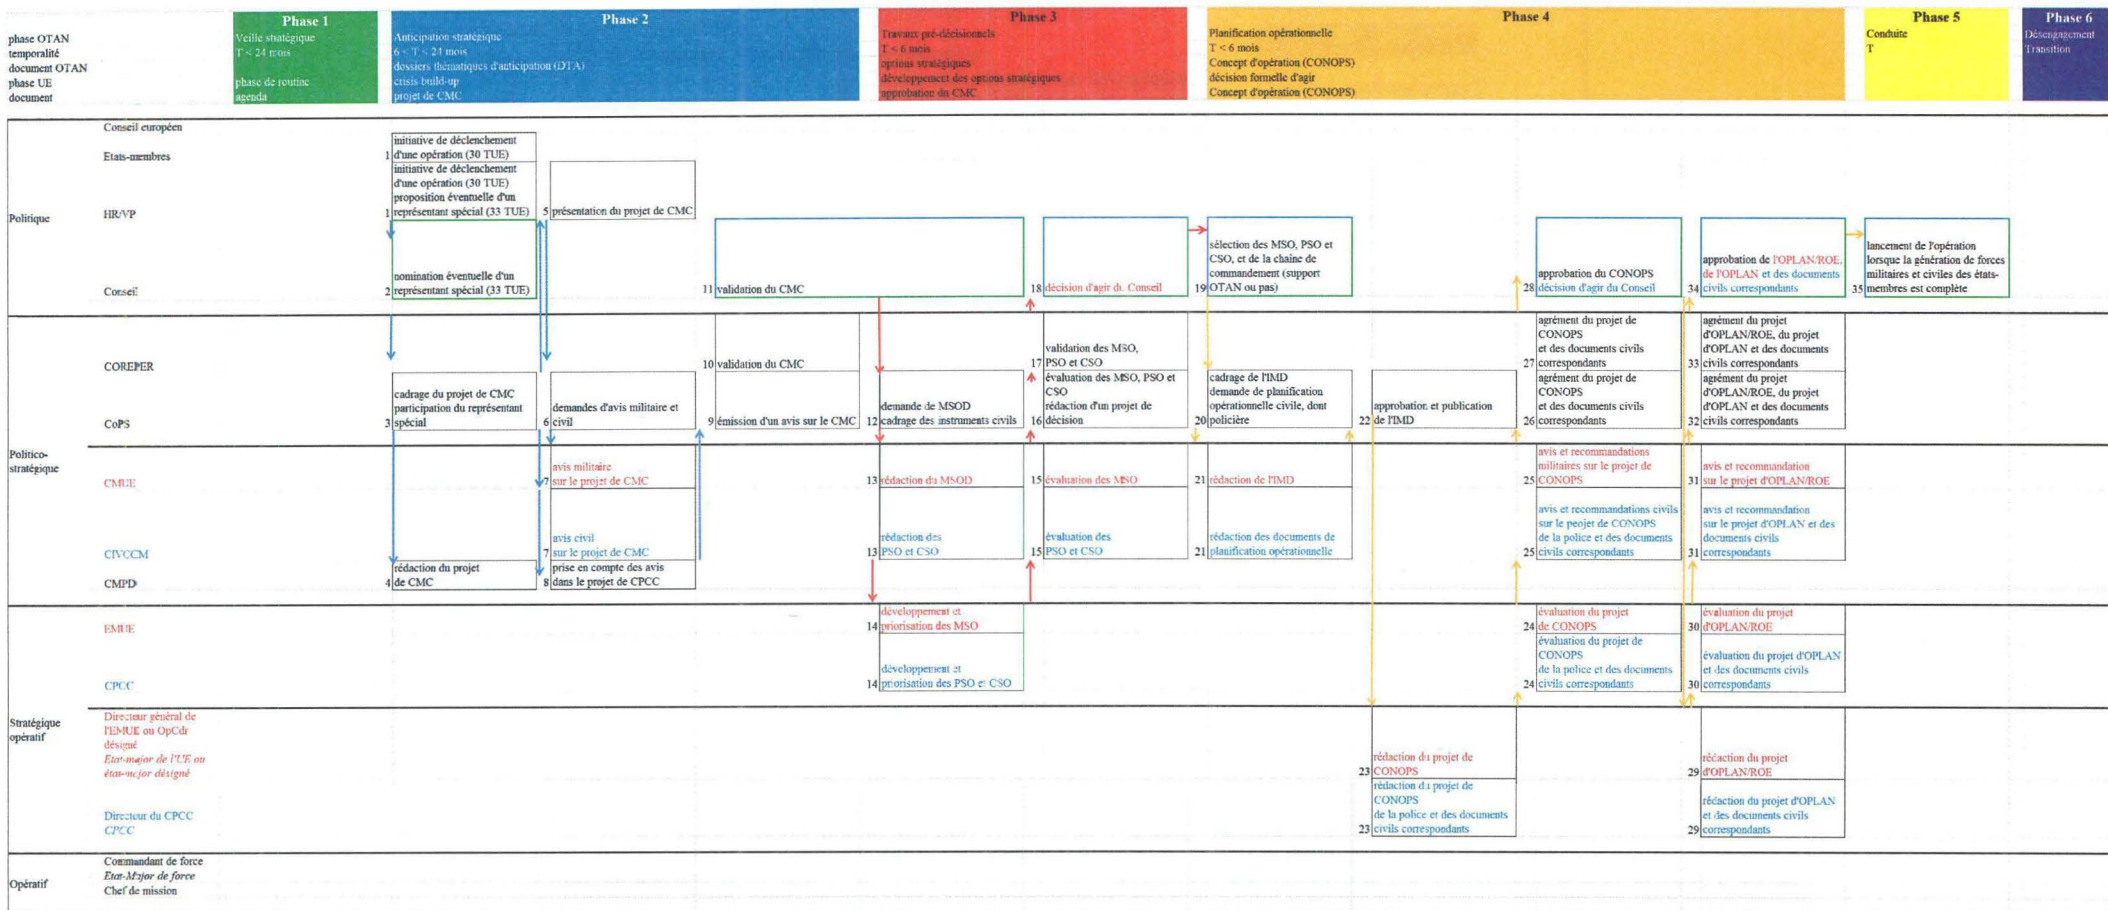 Phase 1
Phase 2
Phase 3
Phase 4
Phase 5
Phase 6
phase OTAN
temporalité
document OTAN
phase UE
document
Veille stratégique
T < 24 mois
phase de routine
agenda
Anticipation stratégique
6 < T < 24 mois
dossiers thématiques d'anticipation (DTA)
crisis build-up
projet de CMC
Travaux pré-décisionnels
T < 6 mois
options stratégiques
développement des options stratégiques
approbation du CMC
Planification opérationnelle
T < 6 mois
Concept d'opération (CONOPS)
décision formelle d'agir
Concept d'opération (CONOPS)
Conduite
T
Désengagement
Transition
Politique
Conseil européen
Etats-membres
1 initiative de déclenchement
d'une opération (30 TUE)
HR/VP
initiative de déclenchement
d'une opération (30 TUE)
proposition éventuelle d'un
1 représentant spécial (33 TUE)
5 présentation du projet de CMC
Conseil
nomination éventuelle d'un
2 représentant spécial (33 TUE)
11 validation du CMC
18 décision d'agir du Conseil
sélection des MSO, PSO et
CSO, et de la chaîne de
commandement (support
19 OTAN ou pas)
approbation du CONOPS
28 décision d'agir du Conseil
approbation de l'OPLAN/ROE,
de l'OPLAN et des documents
34 civils correspondants
lancement de l'opération
lorsque la génération de forces
militaires et civiles des états-
35 membres est complète
Politico-
stratégique
COREPER
10 validation du CMC
validation des MSO,
17 PSO et CSO
agrément du projet de
CONOPS
et des documents civils
27 correspondants
agrément du projet
d'OPLAN/ROE, du projet
d'OPLAN et des documents
33 civils correspondants
CoPS
cadrage du projet de CMC
participation du représentant
3 spécial
demandes d'avis militaire et
6 civil
9 émission d'un avis sur le CMC
demande de MSOD
12 cadrage des instruments civils
évaluation des MSO, PSO et
CSO
rédaction d'un projet de
16 décision
cadrage de l'IMD
demande de planification
opérationnelle civile, dont
20 policière
approbation et publication
22 de l'IMD
agrément du projet de
CONOPS
et des documents civils
26 correspondants
agrément du projet
d'OPLAN/ROE, du projet
d'OPLAN et des documents
32 civils correspondants
CMUE
avis militaire
7 sur le projet de CMC
13 rédaction du MSOD
15 évaluation des MSO
21 rédaction de l'IMD
avis et recommandations
militaires sur le projet de
25 CONOPS
avis et recommandation
31 sur le projet d'OPLAN/ROE
CIVCCM
avis civil
7 sur le projet de CMC
rédaction des
13 PSO et CSO
évaluation des
15 PSO et CSO
rédaction des documents de
21 planification opérationnelle
avis et recommandations civils
sur le peojet de CONOPS
de la police et des documents
25 civils correspondants
avis et recommandation
sur le projet d'OPLAN et des
documents civils
31 correspondants
CMPD
rédaction du projet
4 de CMC
prise en compte des avis
8 dans le projet de CPCC
EMUE
développement et
14 priorisation des MSO
évaluation du projet
24 de CONOPS
évaluation du projet
30 d'OPLAN/ROE
CPCC
développement et
14 priorisation des PSO et CSO
évaluation du projet de
CONOPS
de la police et des documents
24 civils correspondants
évaluation du projet d'OPLAN
et des documents civils
30 correspondants
Stratégique
opératif
Directeur général de
l'EMUE ou OpCdr
désigné
Etat-major de l'UE ou
état-major désigné
rédaction du projet de
23 CONOPS
rédaction du projet
29 d'OPLAN/ROE
Directeur du CPCC
CPCC
rédaction du projet de
CONOPS
de la police et des documents
23 civils correspondants
rédaction du projet d'OPLAN
et des documents civils
29 correspondants
Opératif
Commandant de force
Etat-Major de force
Chef de mission